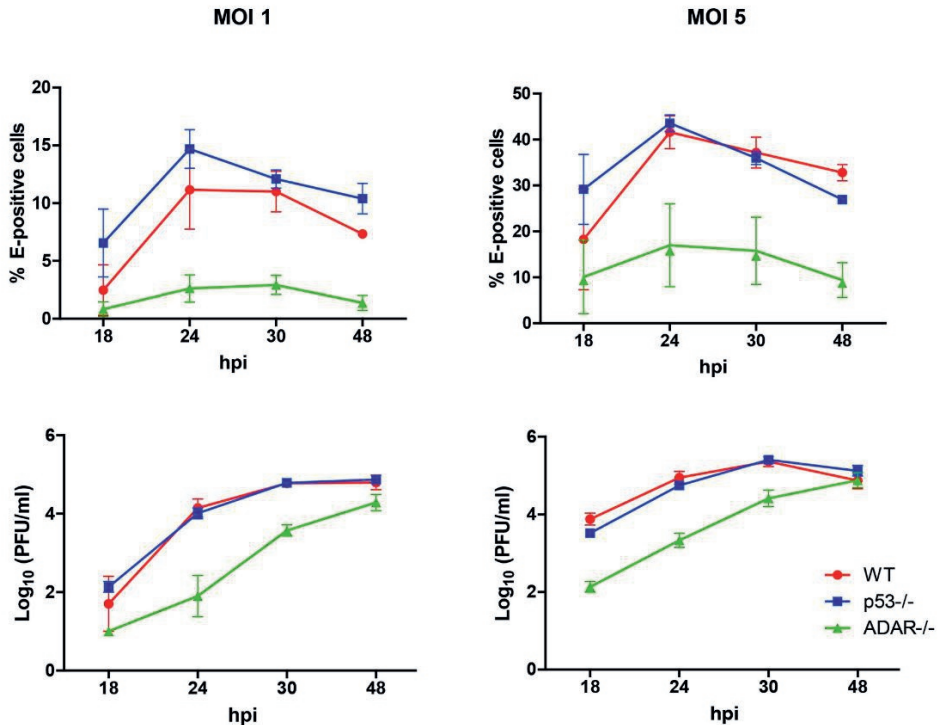 MOI 1
MOI 5
% E-positive cells
20
15
10
5
0
18 24 30 48
hpi
% E-positive cells
50
40
30
20
10
0
18 24 30 48
hpi
Log10 (PFU/ml)
6
4
2
0
18 24 30 48
hpi
Log10 (PFU/ml)
6
4
2
0
18 24 30 48
hpi
WT
p53-/-
ADAR-/-